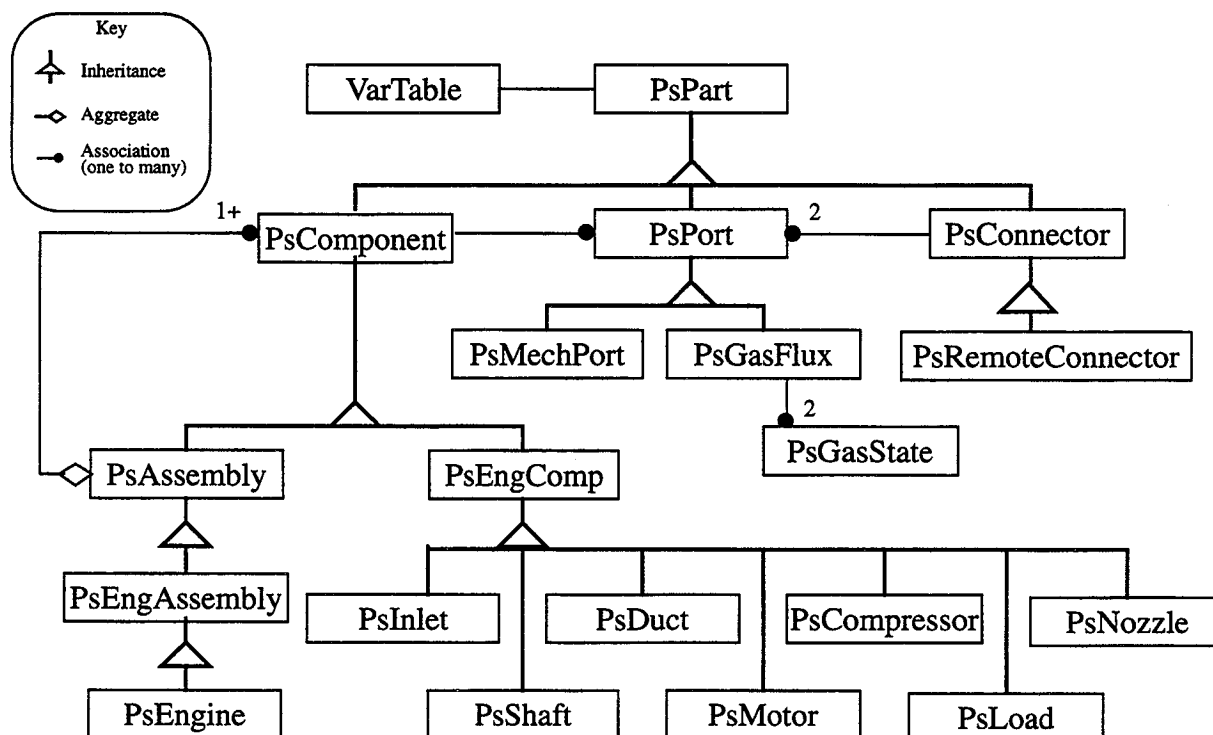 Key
Inheritance
Aggregate
Association
(one to many)
VarTable
PsPart
1+
PsComponent
PsPort
2
PsConnector
PsMechPort
PsGasFlux
PsRemoteConnector
2
PsGasState
PsAssembly
PsEngComp
PsEngAssembly
PsInlet
PsDuct
PsCompressor
PsNozzle
PsEngine
PsShaft
PsMotor
PsLoad